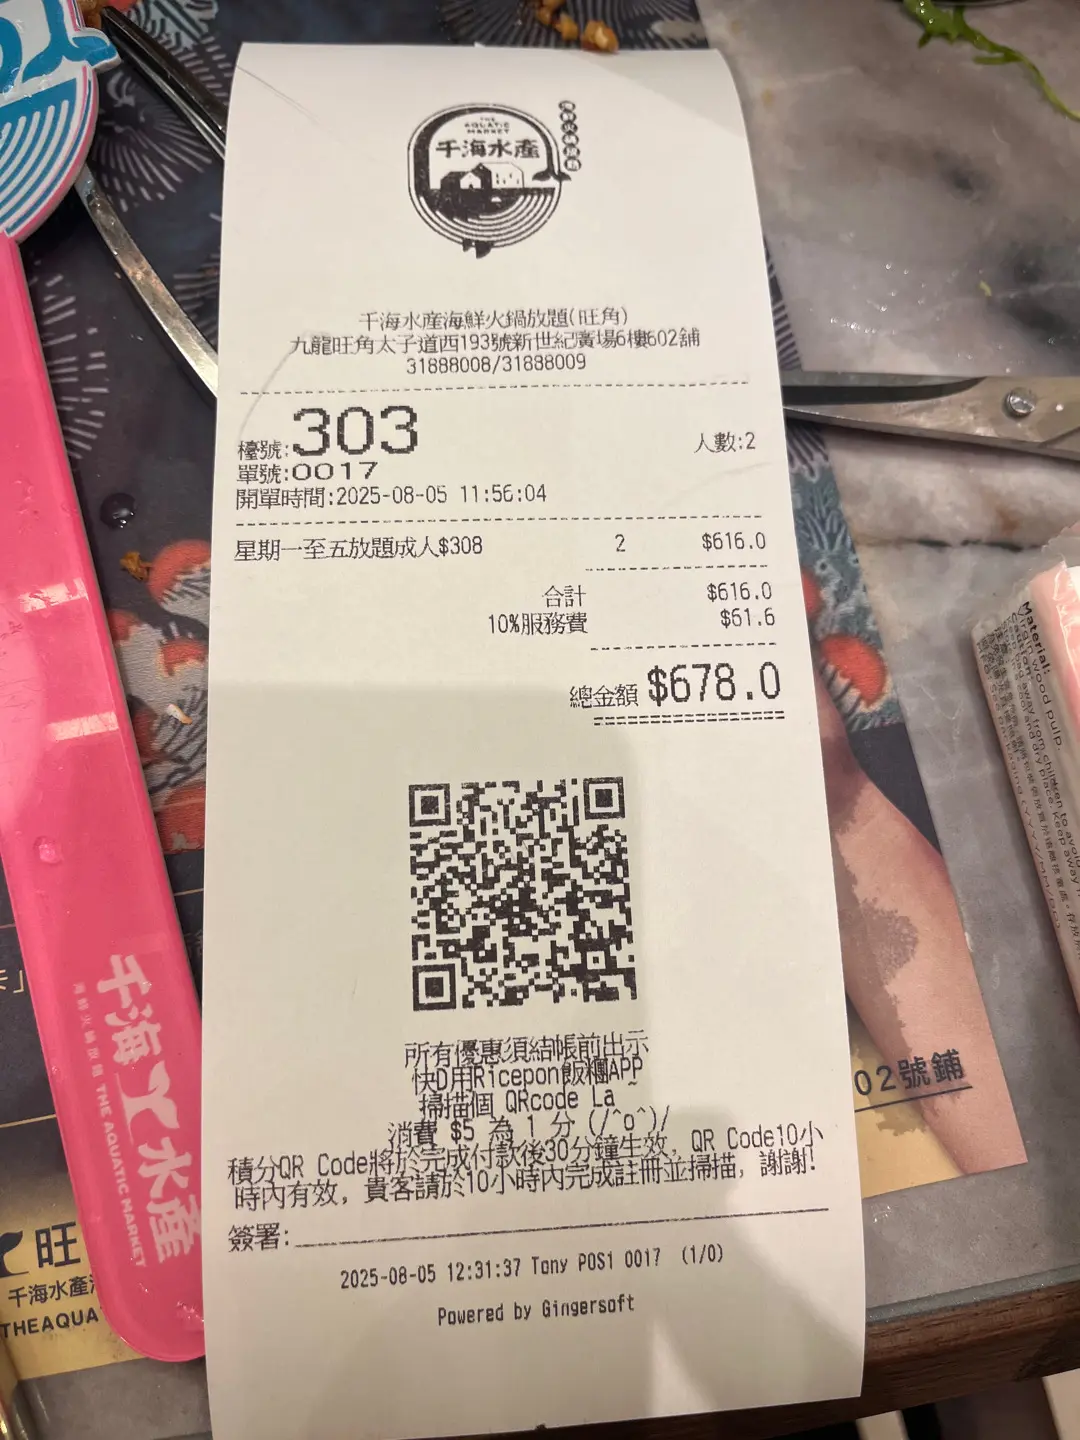 THE
AQUATIC
MARKET
千海水產
千海水産海鮮火鍋放題(旺角)
九龍旺角太子道西193號新世紀廣場6樓602舖
31888008/31888009
檯號:303
人數:2
單號:0017
開單時間:2025-08-05 11:56:04
星期一至五放題成人$308 2 $616.0
合計 $616.0
10%服務費 $61.6
總金額 $678.0
所有優惠須結帳前出示
快D用Ricepon飯糰APP
掃描個 QRcode La~
消費 $5 為 1 分 (/^o^)/
積分QR Code將於完成付款後30分鐘生效, QR Code10小
時內有效, 貴客請於10小時內完成註冊並掃描, 謝謝!
簽署:
2025-08-05 12:31:37 Tony POS1 0017 (1/0)
Powered by Gingersoft
千海水產
海鮮火鍋放題 THE AQUATIC MARKET
旺
千海水產
THEAQUA
02號鋪
Material:
Virgin wood pulp.